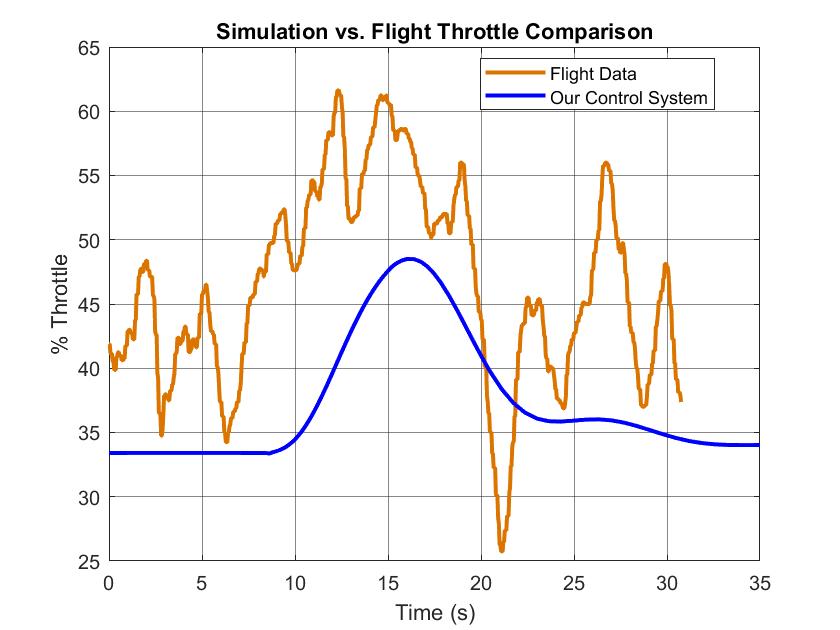 Simulation vs. Flight Throttle Comparison
Flight Data
Our Control System
% Throttle
65
60
55
50
45
40
35
30
25
0 5 10 15 20 25 30 35
Time (s)